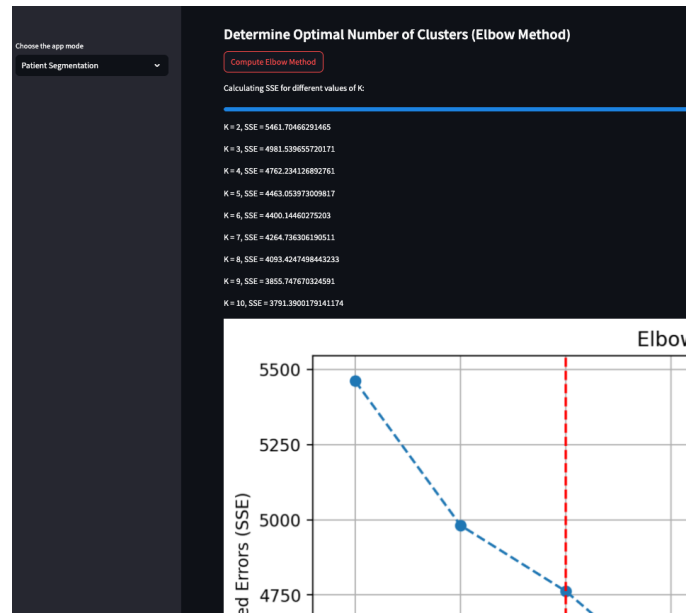 Determine Optimal Number of Clusters (Elbow Method)
Choose the app mode
Patient Segmentation
Compute Elbow Method
Calculating SSE for different values of K:
K = 2, SSE = 5461.70466291465
K = 3, SSE = 4981.539655720171
K = 4, SSE = 4762.234126892761
K = 5, SSE = 4463.053973009817
K = 6, SSE = 4400.14460275203
K = 7, SSE = 4264.736306190511
K = 8, SSE = 4093.4247498443233
K = 9, SSE = 3855.747670324591
K = 10, SSE = 3791.3900179141174
Elbow
5500
5250
5000
4750
ed Errors (SSE)